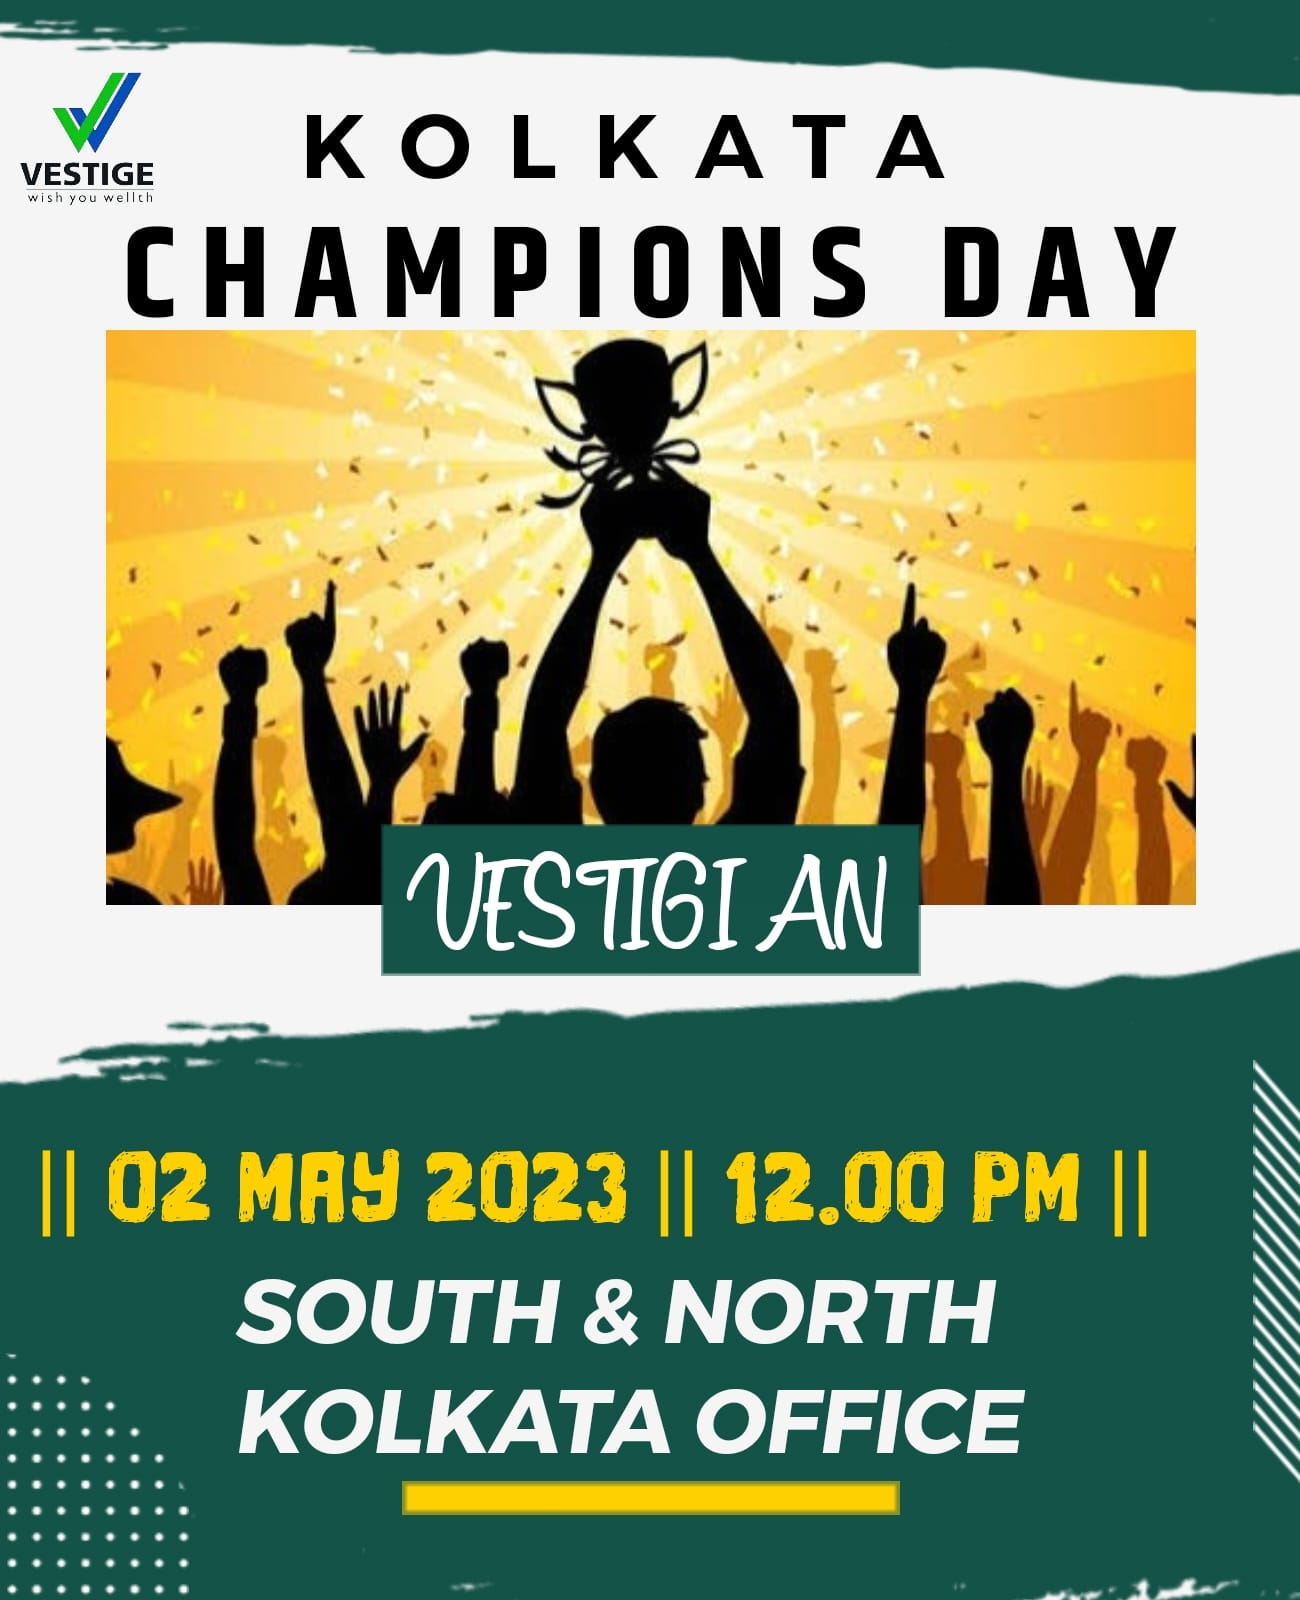 VESTIGE
wish you wellth
KOLKATA
CHAMPIONS DAY
VESTIGI AN
|| 02 MAY 2023 || 12.00 PM ||
SOUTH & NORTH
KOLKATA OFFICE